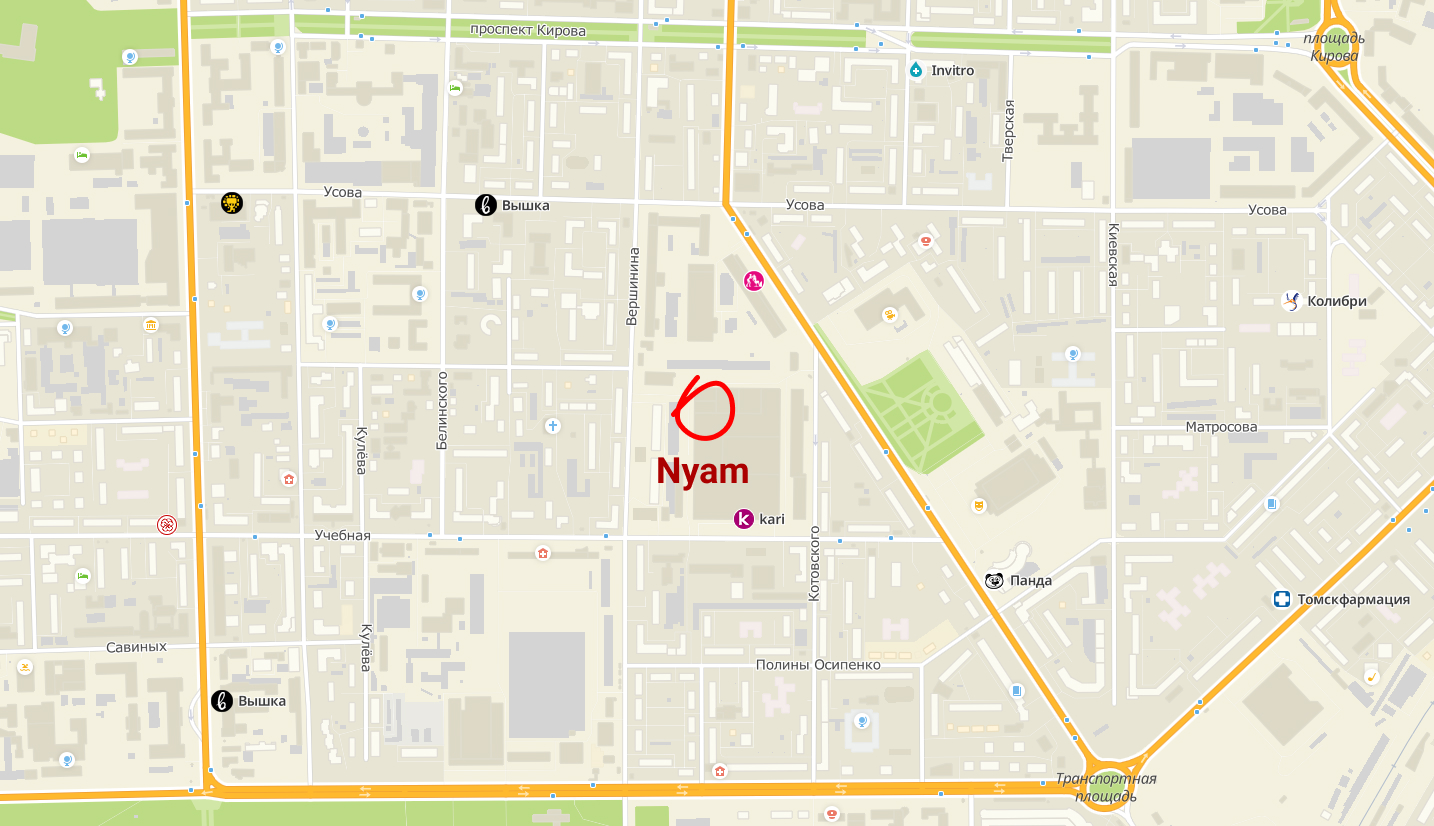 проспект Кирова
площадь
Кирова
Invitro
Тверская
Усова
Вышка
Усова
Усова
Киевская
Вершинина
Колибри
Белинского
Кулёва
Матросова
Nyam
kari
Учебная
Котовского
Панда
Томскфармация
Кулёва
Савиных
Полины Осипенко
Вышка
Транспортная
площадь